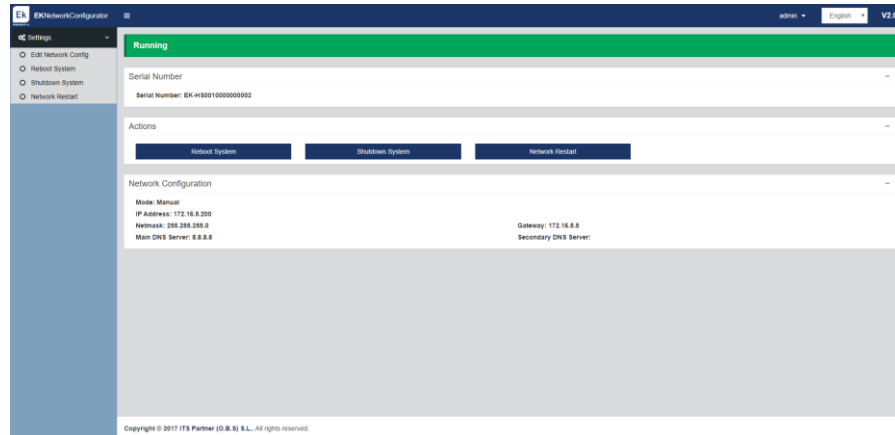 Ek EKNetworkConfigurator admin English V2.0
Settings
Edit Network Config
Reboot System
Shutdown System
Network Restart
Running
Serial Number
Serial Number: EK-HS0010000000002
Actions
Reboot System Shutdown System Network Restart
Network Configuration
Mode: Manual
IP Address: 172.16.5.200
Netmask: 255.255.255.0 Gateway: 172.16.5.5
Main DNS Server: 8.8.8.8 Secondary DNS Server:
Copyright © 2017 ITS Partner (O.B.S) S.L.. All rights reserved.